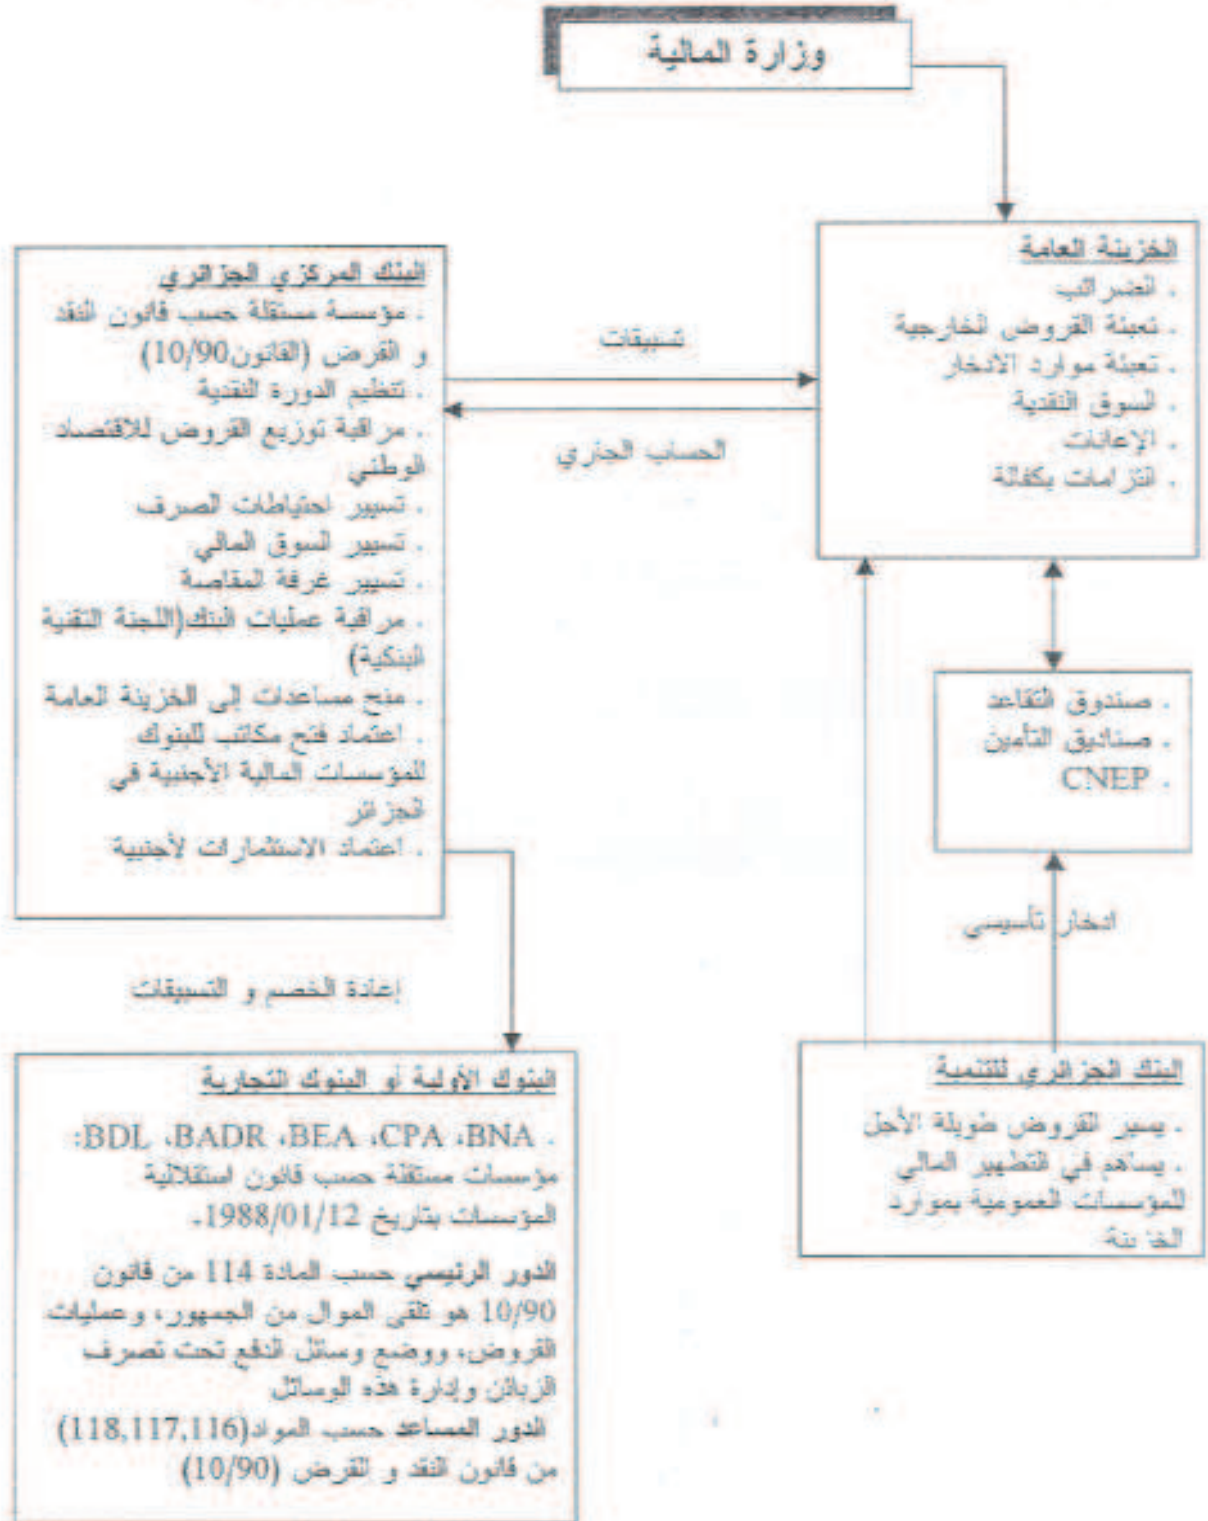 وزارة المالية
الخزينة العامة
. الضرائب
. تعبئة القروض الخارجية
. تعبئة موارد الادخار
. السوق النقدية
. الإعانات
. التزامات بكفالة
البنك المركزي الجزائري
. مؤسسة مستقلة حسب قانون النقد
و القرض (القانون10/90)
. تنظيم الدورة النقدية
. مراقبة توزيع القروض للاقتصاد
الوطني
. تسيير احتياطات الصرف
. تسيير السوق المالي
. تسيير غرفة المقاصة
. مراقبة عمليات البنك(اللجنة التقنية
البنكية)
. منح مساعدات إلى الخزينة العامة
. اعتماد فتح مكاتب للبنوك
للمؤسسات المالية الأجنبية في
الجزائر
. اعتماد الاستثمارات لأجنبية
تسبيقات
الحساب الجاري
. صندوق التقاعد
. صناديق التأمين
. CNEP
ادخار تأسيسي
إعادة الخصم و التسبيقات
البنك الجزائري للتنمية
. يسير القروض طويلة الأجل
. يساهم في التطهير المالي
للمؤسسات العمومية بموارد
الخزينة
البنوك الأولية أو البنوك التجارية
. BDL ،BADR ،BEA ،CPA ،BNA:
مؤسسات مستقلة حسب قانون استقلالية
المؤسسات بتاريخ 1988/01/12.
الدور الرئيسي حسب المادة 114 من قانون
10/90 هو تلقى الموال من الجمهور، وعمليات
القروض، ووضع وسائل الدفع تحت تصرف
الزبائن وإدارة هذه الوسائل
الدور المساعد حسب المواد(118,117,116)
من قانون النقد و القرض (10/90)